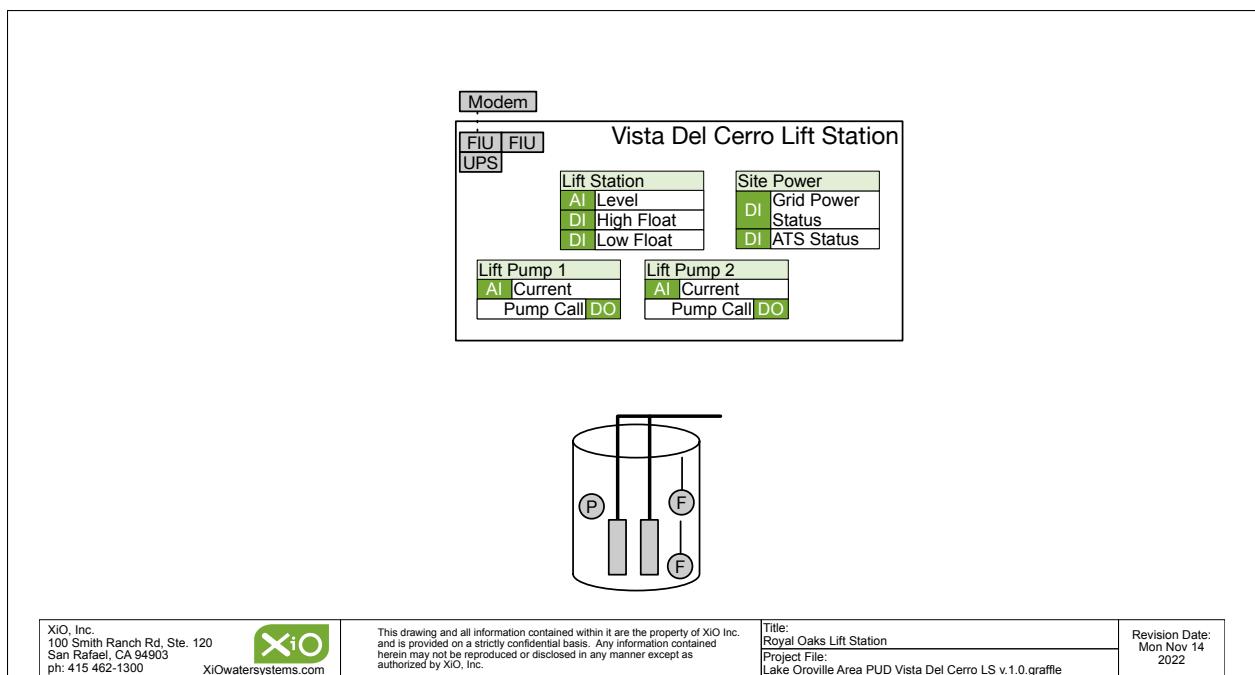 Modem
Vista Del Cerro Lift Station
FIU FIU
UPS
Lift Station
AI Level
DI High Float
DI Low Float
Site Power
DI Grid Power
Status
DI ATS Status
Lift Pump 1
AI Current
Pump Call DO
Lift Pump 2
AI Current
Pump Call DO
P
F
F
XiO, Inc.
100 Smith Ranch Rd, Ste. 120
San Rafael, CA 94903
ph: 415 462-1300
XiO
XiOwatersystems.com
This drawing and all information contained within it are the property of XiO Inc.
and is provided on a strictly confidential basis. Any information contained
herein may not be reproduced or disclosed in any manner except as
authorized by XiO, Inc.
Title:
Royal Oaks Lift Station
Project File:
Lake Oroville Area PUD Vista Del Cerro LS v.1.0.graffle
Revision Date:
Mon Nov 14
2022